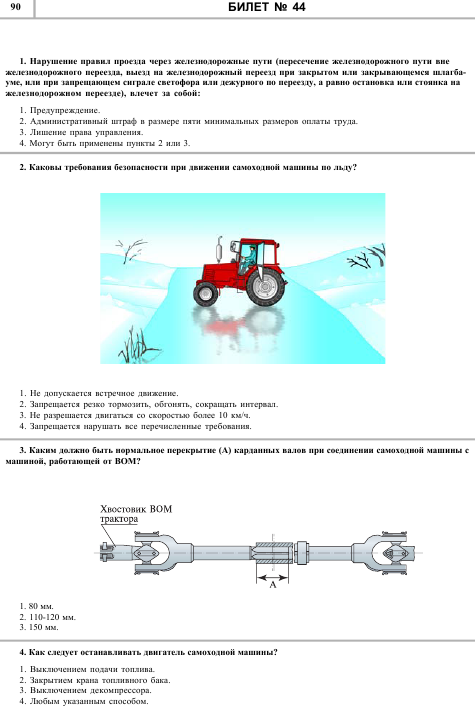 90
БИЛЕТ № 44
1. Нарушение правил проезда через железнодорожные пути (пересечение железнодорожного пути вне
железнодорожного переезда, выезд на железнодорожный переезд при закрытом или закрывающемся шлагба-
уме, или при запрещающем сиграле светофора или дежурного по переезду, а равно остановка или стоянка на
железнодорожном переезде), влечет за собой:
1. Предупреждение.
2. Административный штраф в размере пяти минимальных размеров оплаты труда.
3. Лишение права управления.
4. Могут быть применены пункты 2 или 3.
2. Каковы требования безопасности при движении самоходной машины по льду?
1. Не допускается встречное движение.
2. Запрещается резко тормозить, обгонять, сокращать интервал.
3. Не разрешается двигаться со скоростью более 10 км/ч.
4. Запрещается нарушать все перечисленные требования.
3. Каким должно быть нормальное перекрытие (А) карданных валов при соединении самоходной машины с
машиной, работающей от ВОМ?
Хвостовик ВОМ
трактора
А
1. 80 мм.
2. 110-120 мм.
3. 150 мм.
4. Как следует останавливать двигатель самоходной машины?
1. Выключением подачи топлива.
2. Закрытием крана топливного бака.
3. Выключением декомпрессора.
4. Любым указанным способом.